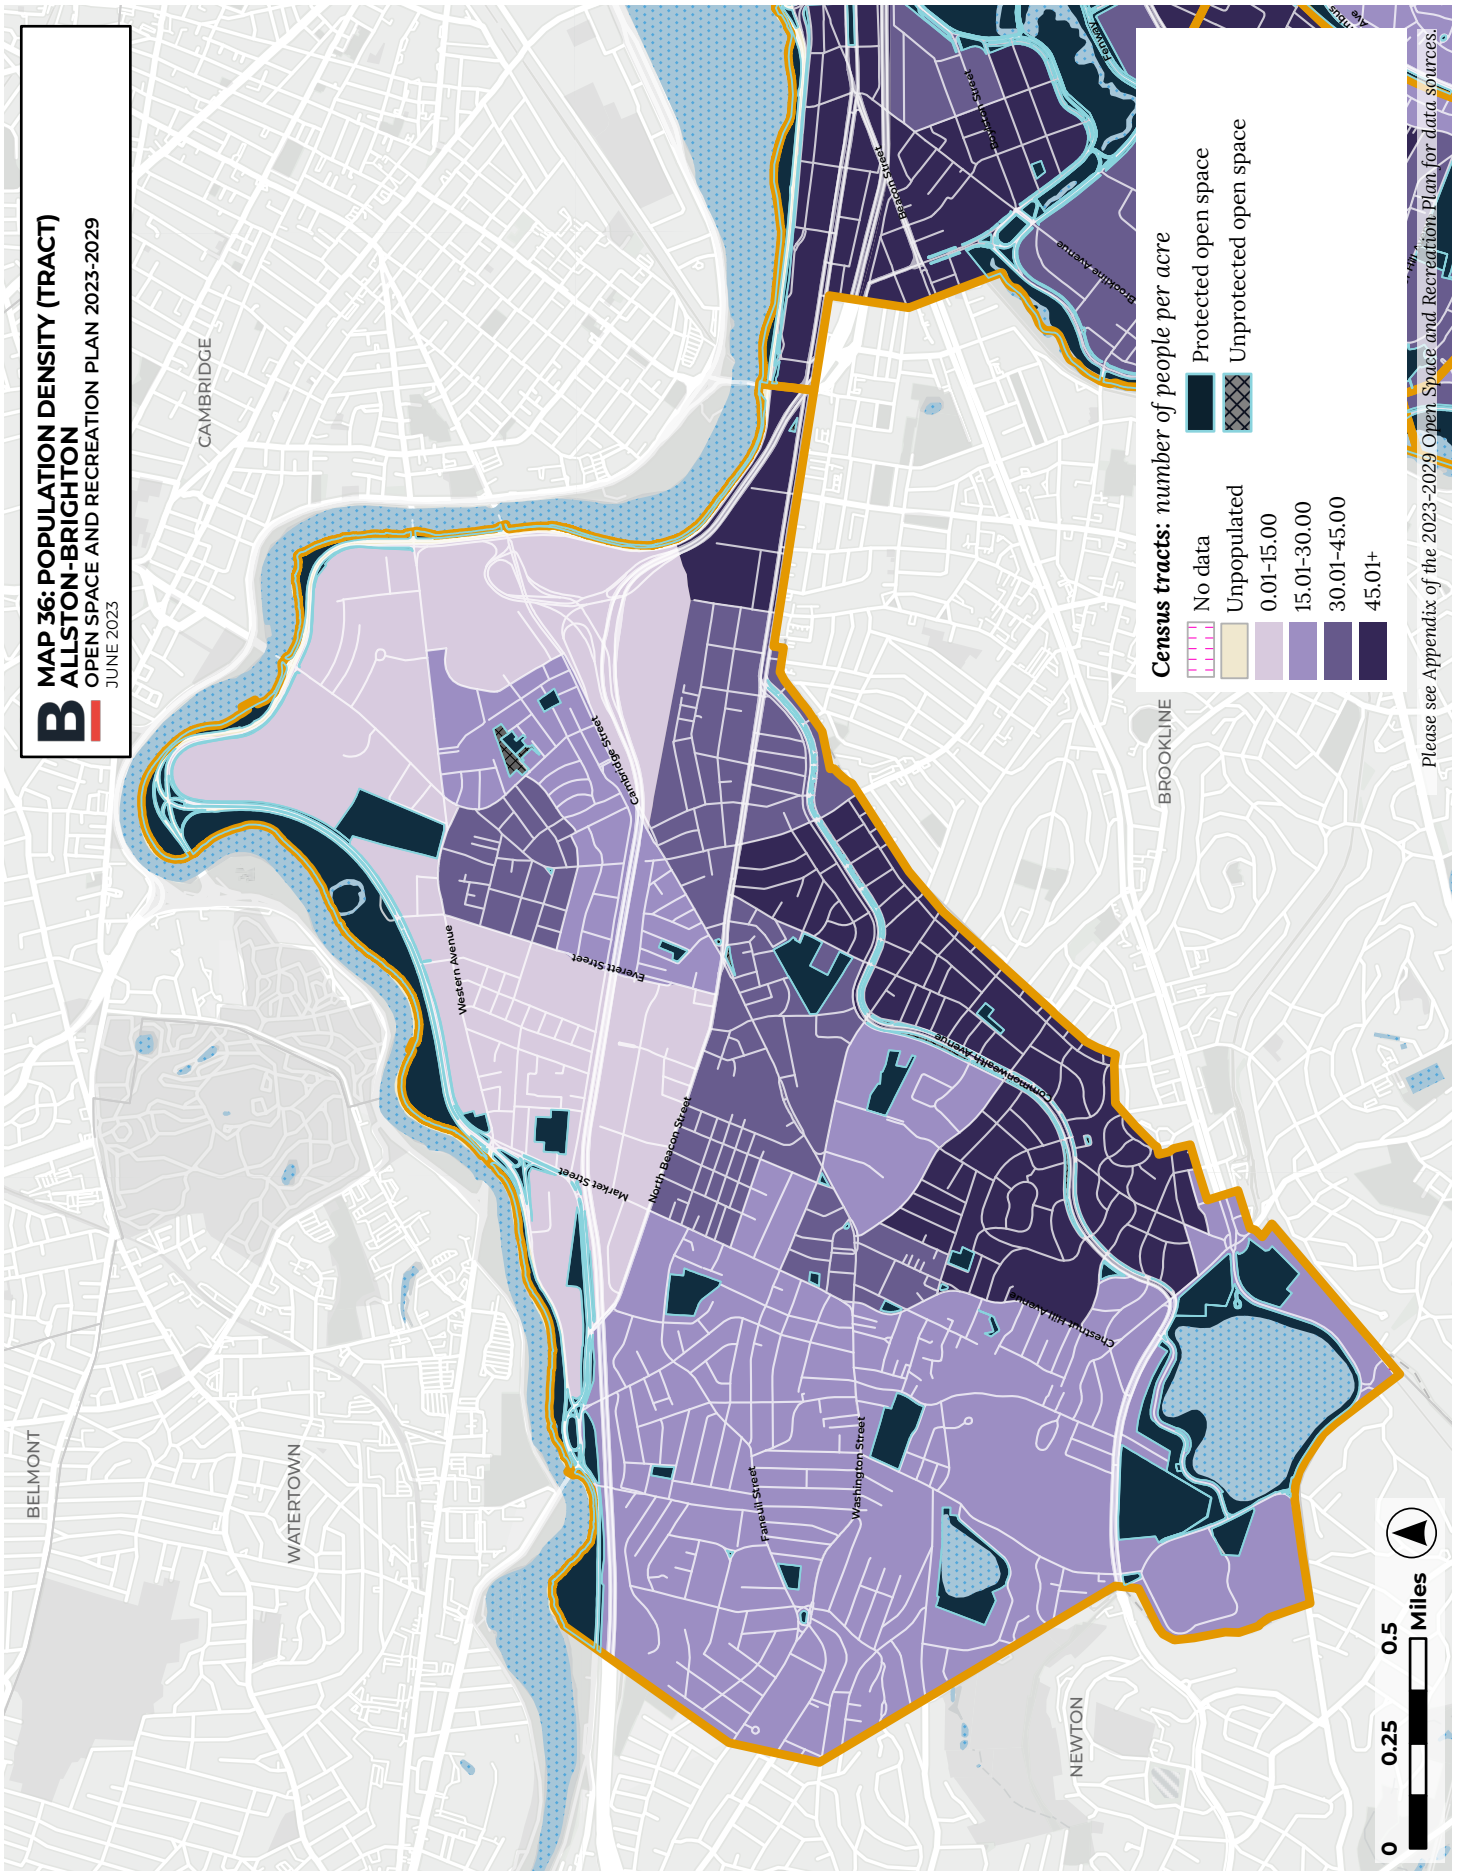 B
MAP 36: POPULATION DENSITY (TRACT)
ALLSTON-BRIGHTON
OPEN SPACE AND RECREATION PLAN 2023-2029
JUNE 2023
BELMONT
WATERTOWN
CAMBRIDGE
NEWTON
BROOKLINE
Western Avenue
Everett Street
Cambridge Street
Market Street
North Beacon Street
Faneuil Street
Washington Street
Chestnut Hill Avenue
Commonwealth Avenue
Beacon Street
Boylston Street
Brookline Avenue
Fenway
Census tracts: number of people per acre
No data
Unpopulated
0.01-15.00
15.01-30.00
30.01-45.00
45.01+
Protected open space
Unprotected open space
0 0.25 0.5
Miles
Please see Appendix of the 2023-2029 Open Space and Recreation Plan for data sources.